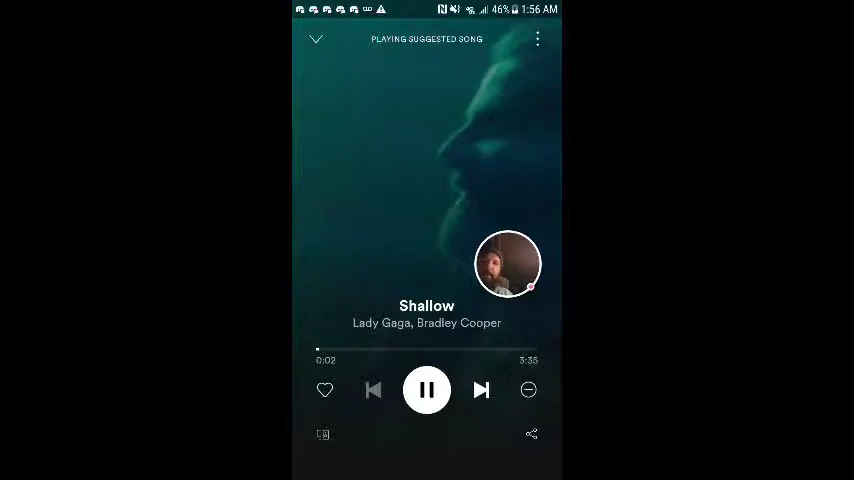 46% 1:56 AM
PLAYING SUGGESTED SONG
Shallow
Lady Gaga, Bradley Cooper
0:02 3:35